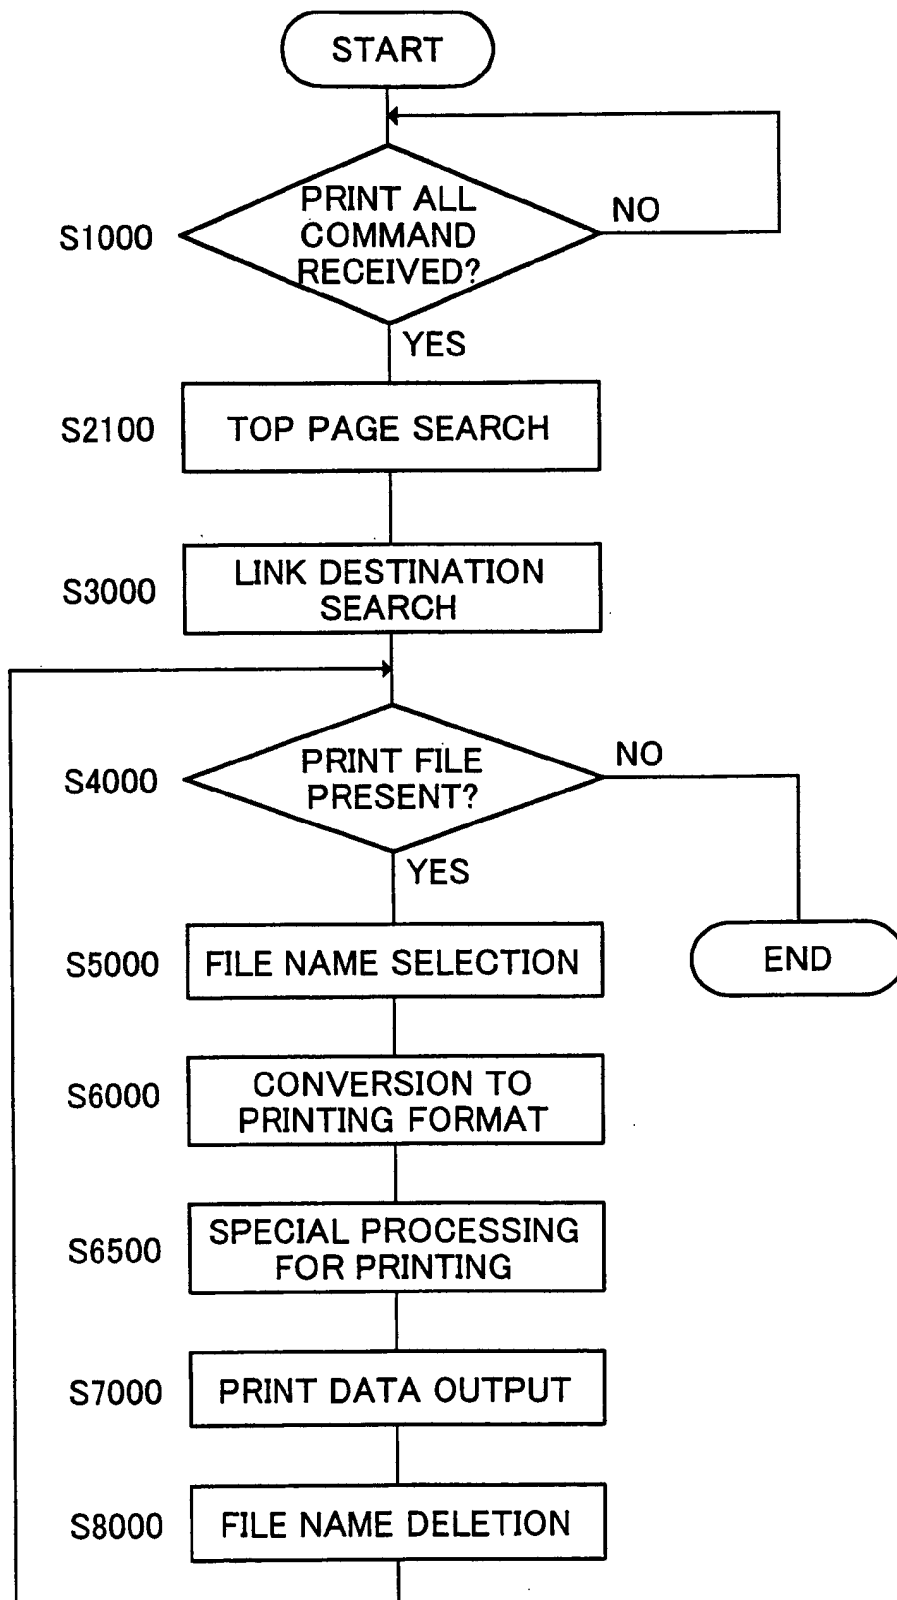 START
PRINT ALL
COMMAND
RECEIVED?
NO
S1000
YES
S2100
TOP PAGE SEARCH
S3000
LINK DESTINATION
SEARCH
S4000
PRINT FILE
PRESENT?
NO
YES
S5000
FILE NAME SELECTION
END
S6000
CONVERSION TO
PRINTING FORMAT
S6500
SPECIAL PROCESSING
FOR PRINTING
S7000
PRINT DATA OUTPUT
S8000
FILE NAME DELETION